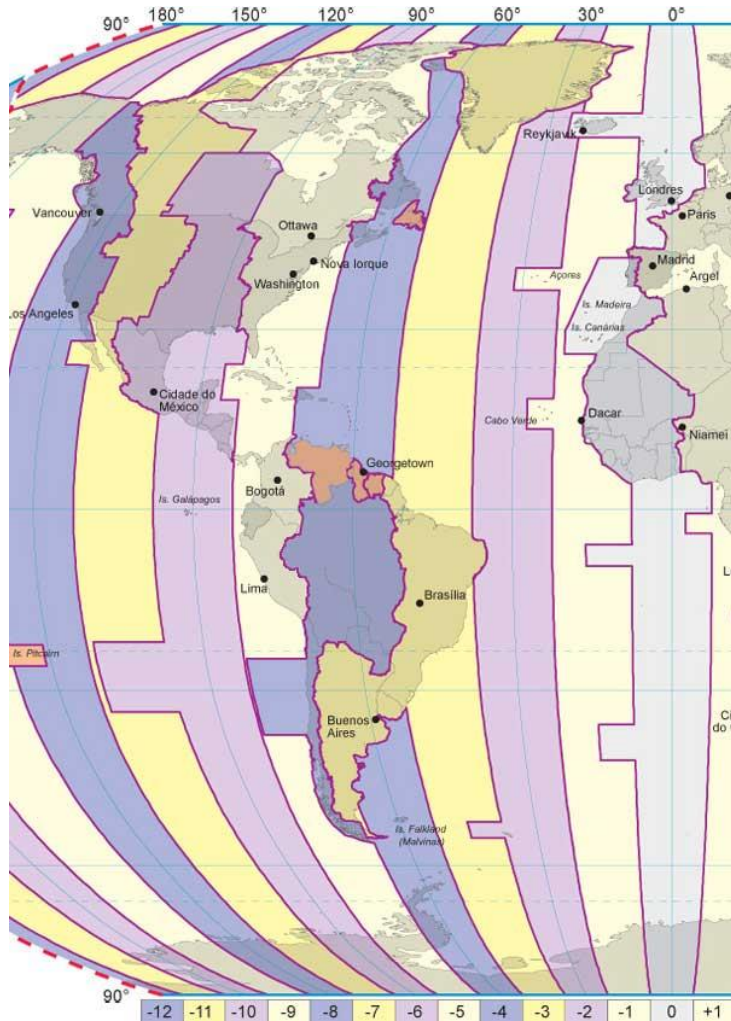 90° 180° 150° 120° 90° 60° 30° 0°
Reykjavik
Londres
Vancouver
Paris
Ottawa
Nova Iorque
Washington
Madrid
Açores
Argel
Is. Madeira
Los Angeles
Is. Canárias
Cidade do
México
Cabo Verde
Dacar
Niamei
Georgetown
Bogotá
Is. Galápagos
Lima
Brasília
Is. Pitcairn
Buenos
Aires
Is. Falkland
(Malvinas)
90°
-12 -11 -10 -9 -8 -7 -6 -5 -4 -3 -2 -1 0 +1